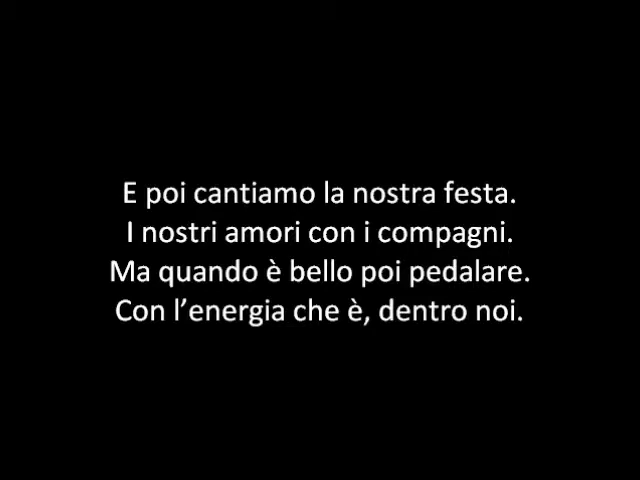 E poi cantiamo la nostra festa.
I nostri amori con i compagni.
Ma quando è bello poi pedalare.
Con l’energia che è, dentro noi.